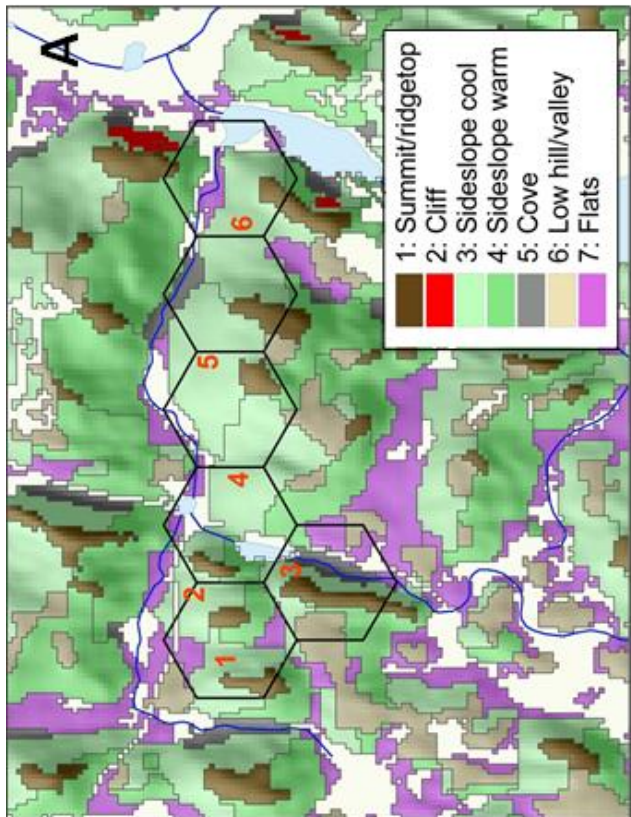 A
1: Summit/ridgetop
2: Cliff
3: Sideslope cool
4: Sideslope warm
5: Cove
6: Low hill/valley
7: Flats
1
2
3
4
5
6